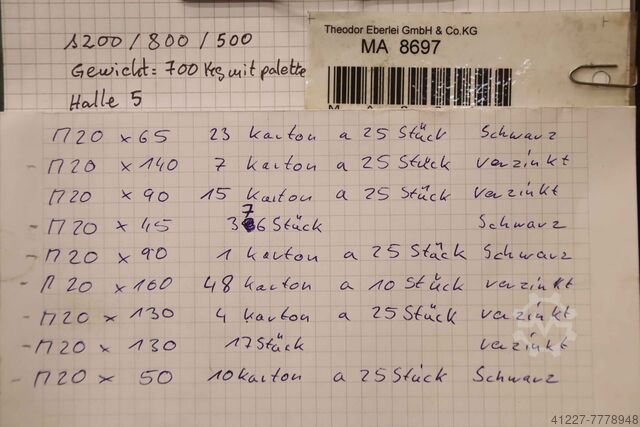 1200/800/500
Gewicht: 700 Kg mit palette
Halle 5
Theodor Eberlei GmbH & Co.KG
MA 8697
M20 x 65 23 Karton a 25 Stück Schwarz
- M20 x 140 7 Karton a 25 Stück verzinkt
M20 x 90 15 Karton a 25 Stück verzinkt
- M20 x 45 376 Stück Schwarz
- M20 x 90 1 Karton a 25 Stück Schwarz
- M20 x 160 48 Karton a 10 Stück verzinkt
- M20 x 130 4 Karton a 25 Stück verzinkt
- M20 x 130 17 Stück verzinkt
- M20 x 50 10 Karton a 25 Stück Schwarz
41227-7778948